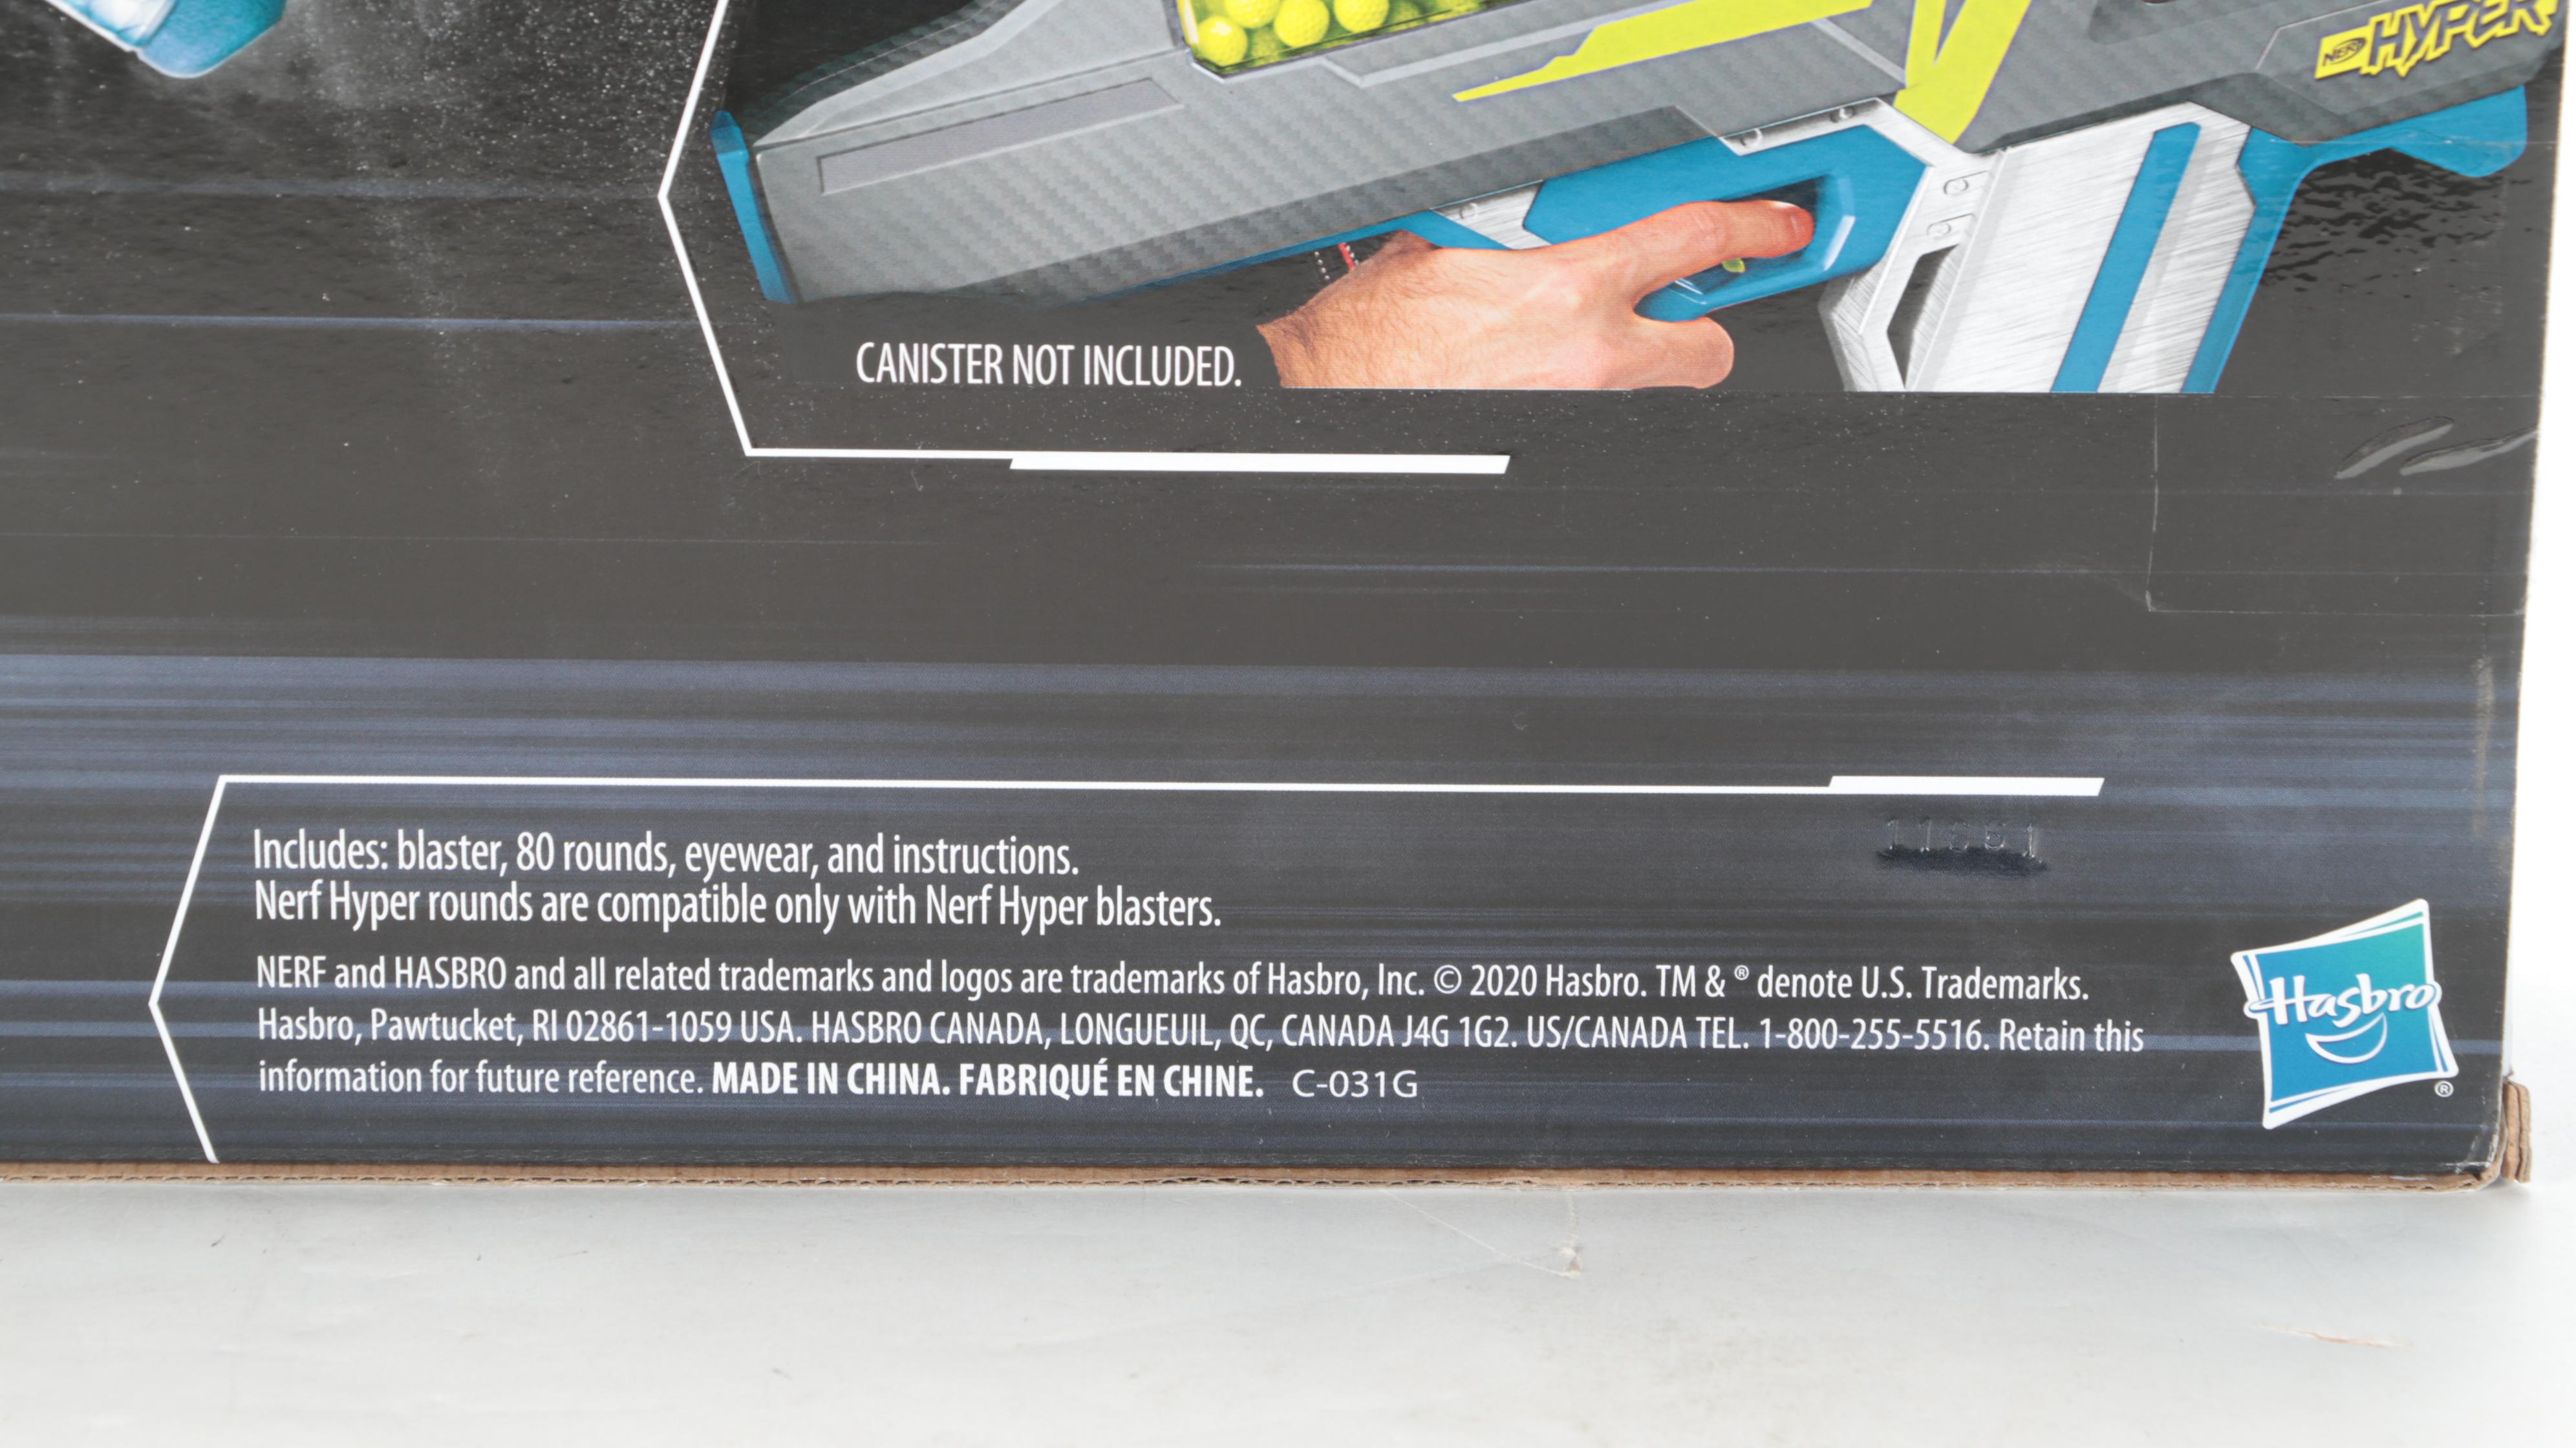 NERF HYPER
CANISTER NOT INCLUDED.
Includes: blaster, 80 rounds, eyewear, and instructions.
Nerf Hyper rounds are compatible only with Nerf Hyper blasters.
NERF and HASBRO and all related trademarks and logos are trademarks of Hasbro, Inc. © 2020 Hasbro. TM & ® denote U.S. Trademarks.
Hasbro, Pawtucket, RI 02861-1059 USA. HASBRO CANADA, LONGUEUIL, QC, CANADA J4G 1G2. US/CANADA TEL. 1-800-255-5516. Retain this
information for future reference. MADE IN CHINA. FABRIQUÉ EN CHINE. C-031G
Hasbro
®